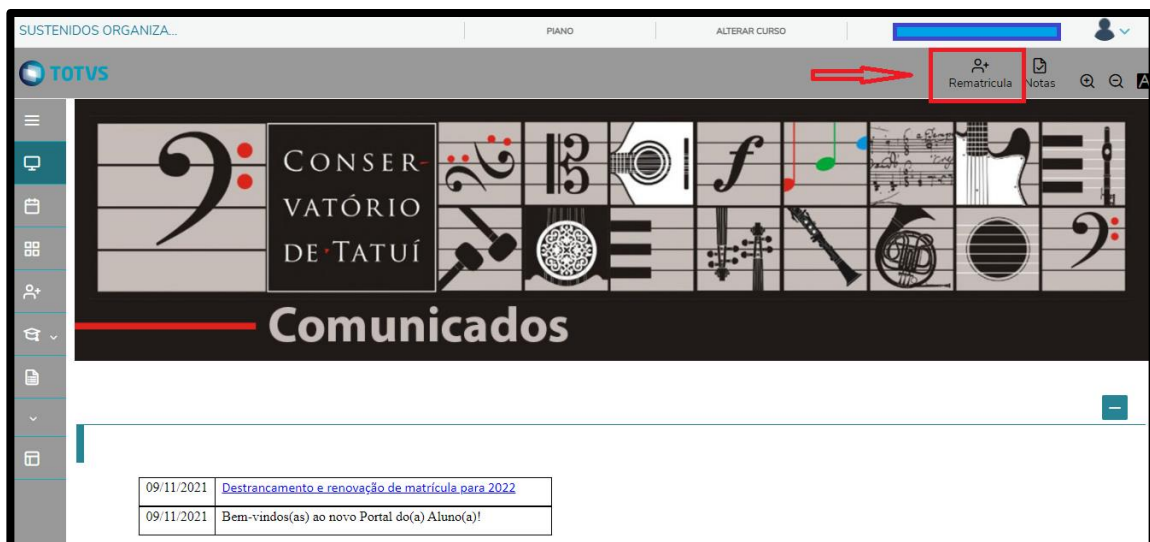 SUSTENIDOS ORGANIZA...
PIANO
ALTERAR CURSO
TOTVS
Rematricula
Notas
A
CONSER-
VATÓRIO
DE TATUÍ
Comunicados
09/11/2021 Destrancamento e renovação de matrícula para 2022
09/11/2021 Bem-vindos(as) ao novo Portal do(a) Aluno(a)!